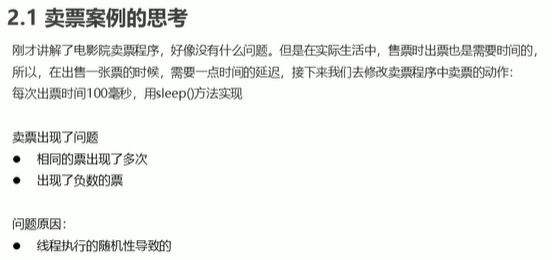 2.1 卖票案例的思考
刚才讲解了电影院卖票程序，好像没有什么问题。但是在实际生活中，售票时出票也是需要时间的，
所以，在出售一张票的时候，需要一点时间的延迟，接下来我们去修改卖票程序中卖票的动作：
每次出票时间100毫秒，用sleep()方法实现
卖票出现了问题
● 相同的票出现了多次
● 出现了负数的票
问题原因：
● 线程执行的随机性导致的